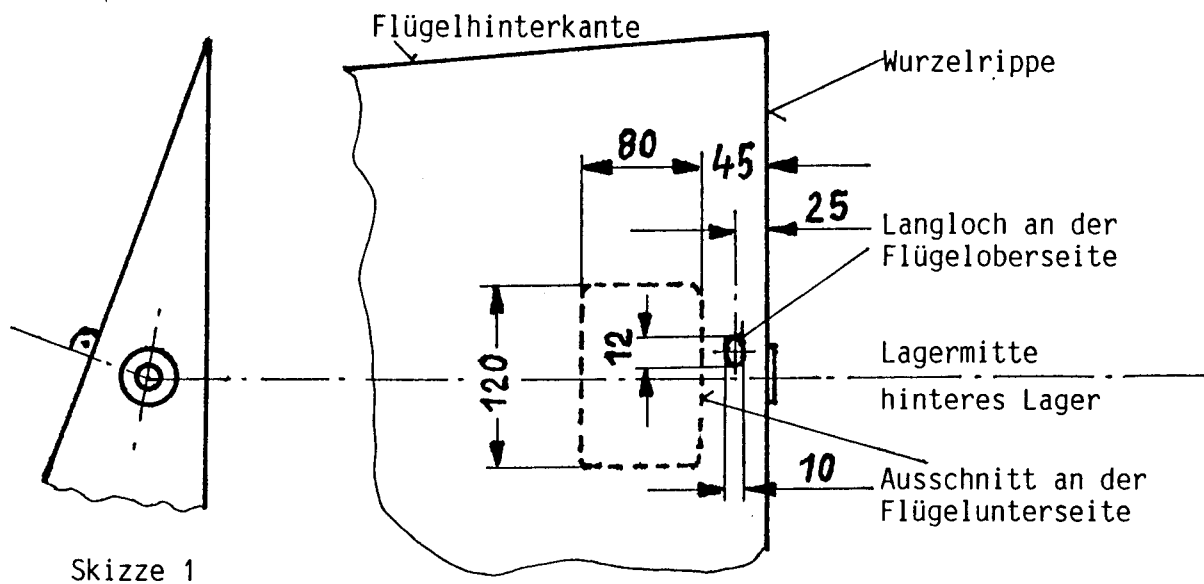 Flügelhinterkante
Wurzelrippe
80
45
25
Langloch an der
Flügeloberseite
12
120
Lagermitte
hinteres Lager
10
Ausschnitt an der
Flügelunterseite
Skizze 1